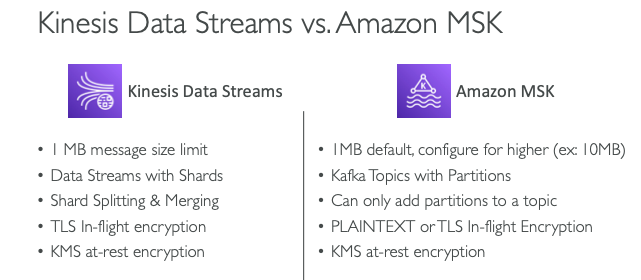 Kinesis Data Streams vs. Amazon MSK
Kinesis Data Streams
• 1 MB message size limit
• Data Streams with Shards
• Shard Splitting & Merging
• TLS In-flight encryption
• KMS at-rest encryption
K
Amazon MSK
• 1MB default, configure for higher (ex: 10MB)
• Kafka Topics with Partitions
• Can only add partitions to a topic
• PLAINTEXT or TLS In-flight Encryption
• KMS at-rest encryption